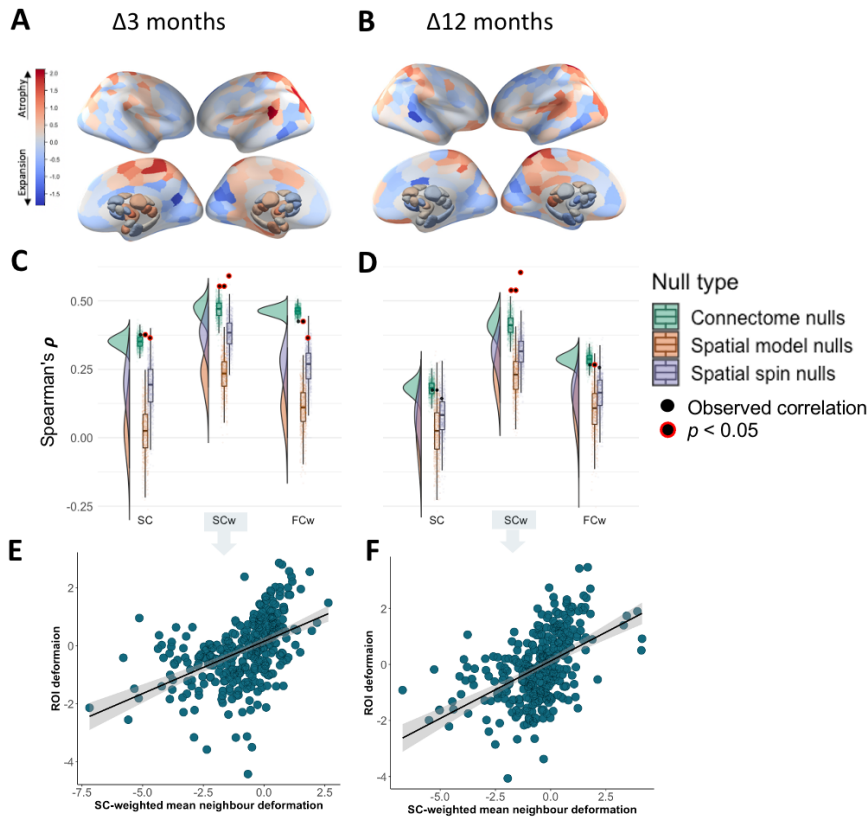 A
Δ3 months
B
Δ12 months
Atrophy
Expansion
2.0
1.5
1.0
0.5
0.0
-0.5
-1.0
-1.5
C
D
Spearman's ρ
0.50
0.25
0.00
-0.25
SC
SCw
FCw
SC
SCw
FCw
Null type
Connectome nulls
Spatial model nulls
Spatial spin nulls
Observed correlation
p < 0.05
E
ROI deformaion
2
0
-2
-4
-7.5
-5.0
-2.5
0.0
2.5
SC-weighted mean neighbour deformation
F
ROI deformaion
2
0
-2
-4
-5.0
-2.5
0.0
2.5
SC-weighted mean neighbour deformation